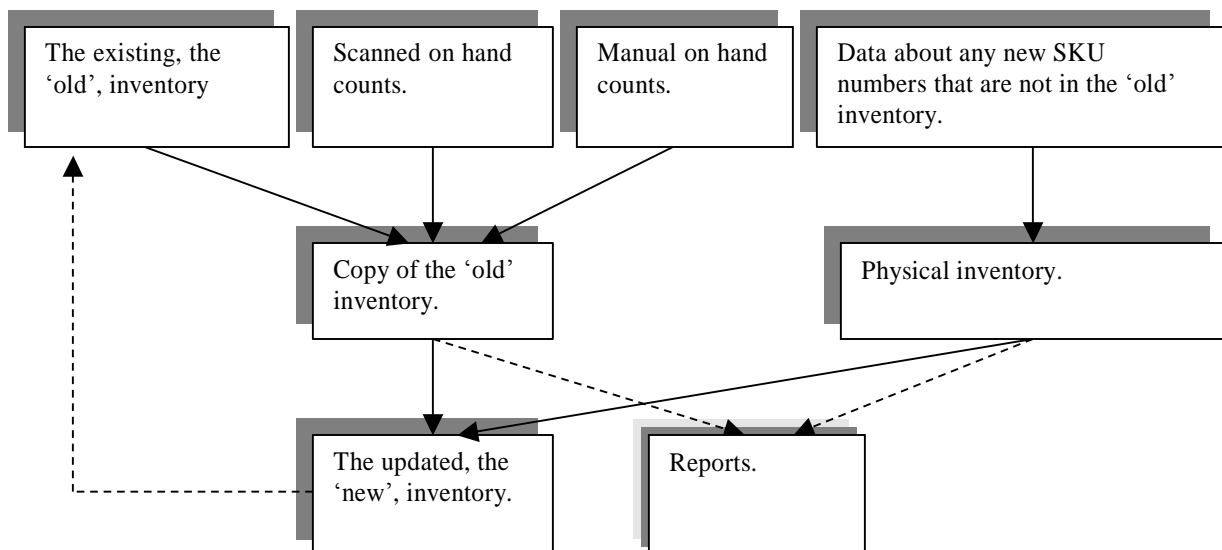 The existing, the
‘old’, inventory
Scanned on hand
counts.
Manual on hand
counts.
Data about any new SKU
numbers that are not in the ‘old’
inventory.
Copy of the ‘old’
inventory.
Physical inventory.
The updated, the
‘new’, inventory.
Reports.